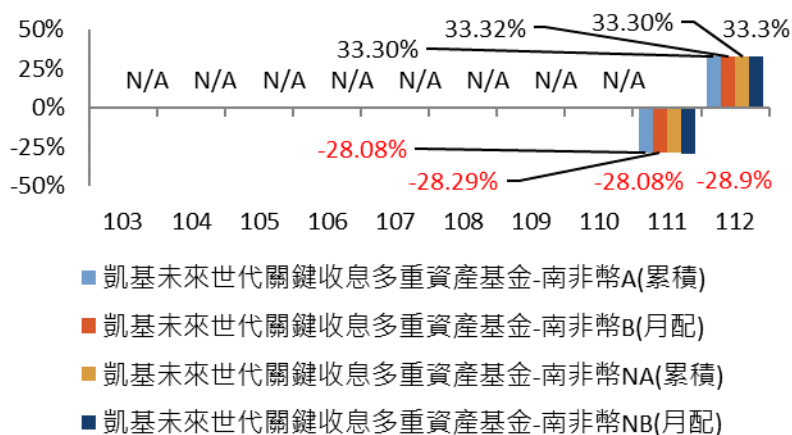 50%
33.32%
33.30%
33.3%
33.30%
25%
N/A N/A N/A N/A N/A N/A N/A N/A
0%
-25%
-28.08%
-28.29%
-28.08%
-28.9%
-50%
103 104 105 106 107 108 109 110 111 112
凱基未來世代關鍵收息多重資產基金-南非幣A(累積)
凱基未來世代關鍵收息多重資產基金-南非幣B(月配)
凱基未來世代關鍵收息多重資產基金-南非幣NA(累積)
凱基未來世代關鍵收息多重資產基金-南非幣NB(月配)